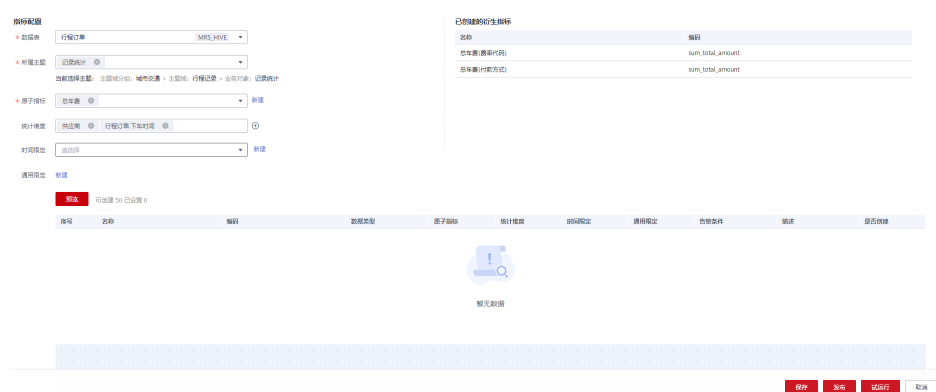 指标配置
* 数据表 行程订单 MRS_HIVE
* 所属主题 记录统计
当前选择主题: 主题域分组: 城市交通 > 主题域: 行程记录 > 业务对象: 记录统计
* 原子指标 总车费 新建
统计维度 供应商 行程订单.下车时间
时间限定 请选择 新建
通用限定 新建
预览 可创建 50 已设置 0
序号 名称 编码 数据类型 原子指标 统计维度 时间限定 通用限定 告警条件 描述 是否创建
暂无数据
已创建的衍生指标
名称 编码
总车费(费率代码) sum_total_amount
总车费(付款方式) sum_total_amount
保存 发布 试运行 取消